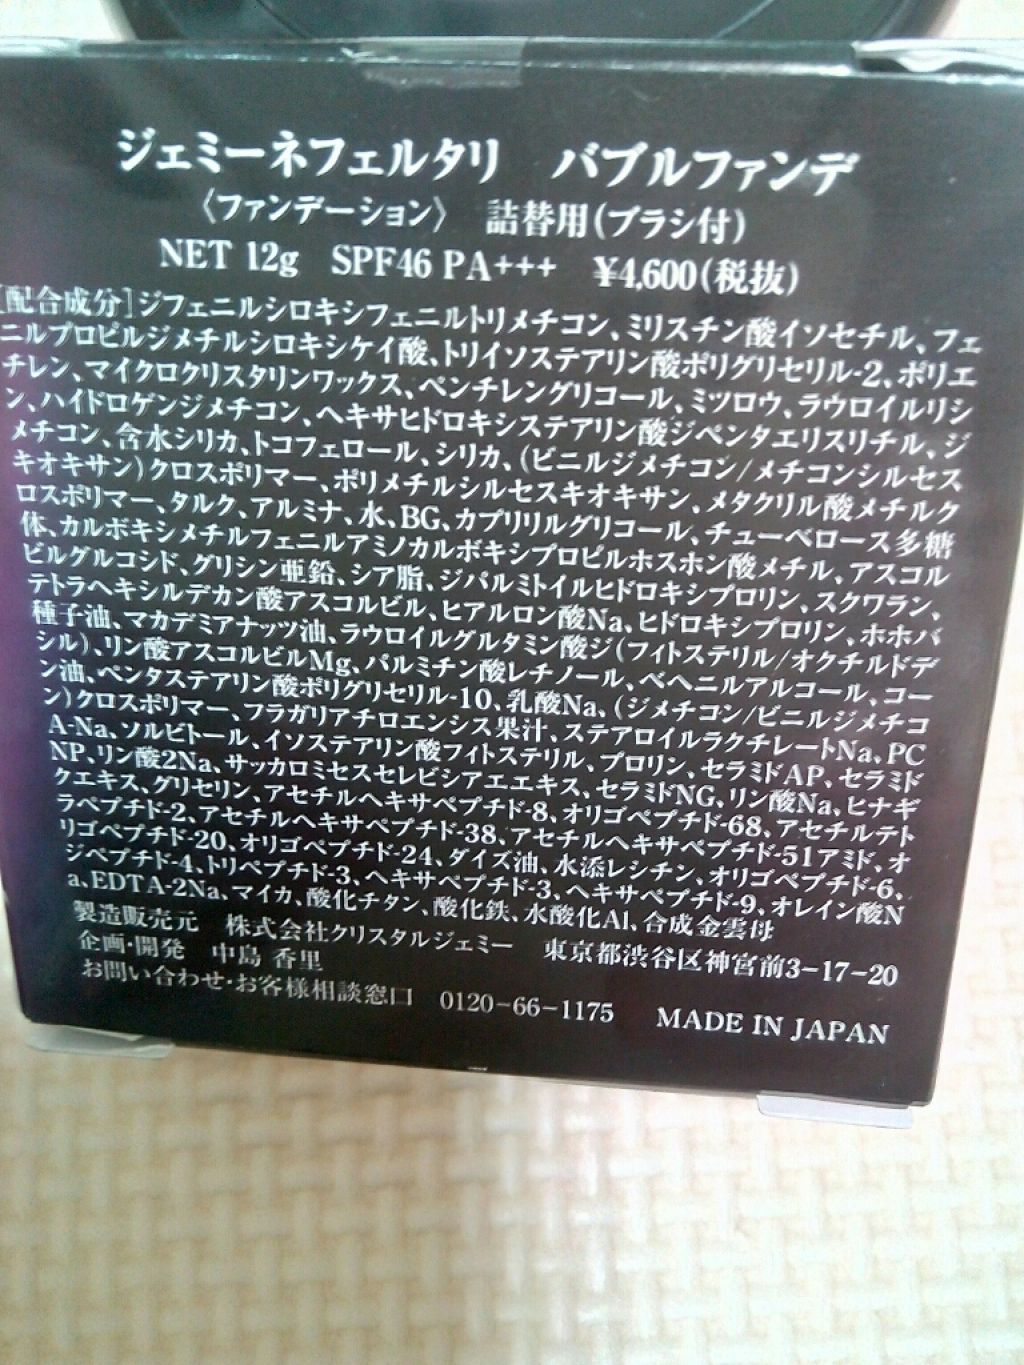 ジェミーネフェルタリ　バブルファンデ
〈ファンデーション〉　詰替用(ブラシ付)
NET 12g　SPF46 PA+++　¥4,600(税抜)
[配合成分]ジフェニルシロキシフェニルトリメチコン、ミリスチン酸イソセチル、フェ
ニルプロピルジメチルシロキシケイ酸、トリイソステアリン酸ポリグリセリル-2、ポリエ
チレン、マイクロクリスタリンワックス、ペンチレングリコール、ミツロウ、ラウロイルリシ
ン、ハイドロゲンジメチコン、ヘキサヒドロキシステアリン酸ジペンタエリスリチル、ジ
メチコン、含水シリカ、トコフェロール、シリカ、(ビニルジメチコン/メチコンシルセス
キオキサン)クロスポリマー、ポリメチルシルセスキオキサン、メタクリル酸メチルク
ロスポリマー、タルク、アルミナ、水、BG、カプリリルグリコール、チューベロース多糖
体、カルボキシメチルフェニルアミノカルボキシプロピルホスホン酸メチル、アスコル
ビルグルコシド、グリシン亜鉛、シア脂、ジパルミトイルヒドロキシプロリン、スクワラン、
テトラヘキシルデカン酸アスコルビル、ヒアルロン酸Na、ヒドロキシプロリン、ホホバ
種子油、マカデミアナッツ油、ラウロイルグルタミン酸ジ(フィトステリル/オクチルドデ
シル)、リン酸アスコルビルMg、パルミチン酸レチノール、ベヘニルアルコール、コー
ン油、ペンタステアリン酸ポリグリセリル-10、乳酸Na、(ジメチコン/ビニルジメチコ
ン)クロスポリマー、フラガリアチロエンシス果汁、ステアロイルラクチレートNa、PC
A-Na、ソルビトール、イソステアリン酸フィトステリル、プロリン、セラミドAP、セラミド
NP、リン酸2Na、サッカロミセスセレビシアエエキス、セラミドNG、リン酸Na、ヒナギ
クエキス、グリセリン、アセチルヘキサペプチド-8、オリゴペプチド-68、アセチルテト
ラペプチド-2、アセチルヘキサペプチド-38、アセチルヘキサペプチド-51アミド、オ
リゴペプチド-20、オリゴペプチド-24、ダイズ油、水添レシチン、オリゴペプチド-6、
ジペプチド-4、トリペプチド-3、ヘキサペプチド-3、ヘキサペプチド-9、オレイン酸N
a、EDTA-2Na、マイカ、酸化チタン、酸化鉄、水酸化Al、合成金雲母
製造販売元　株式会社クリスタルジェミー　東京都渋谷区神宮前3-17-20
企画・開発　中島 香里
お問い合わせ・お客様相談窓口　0120-66-1175　MADE IN JAPAN